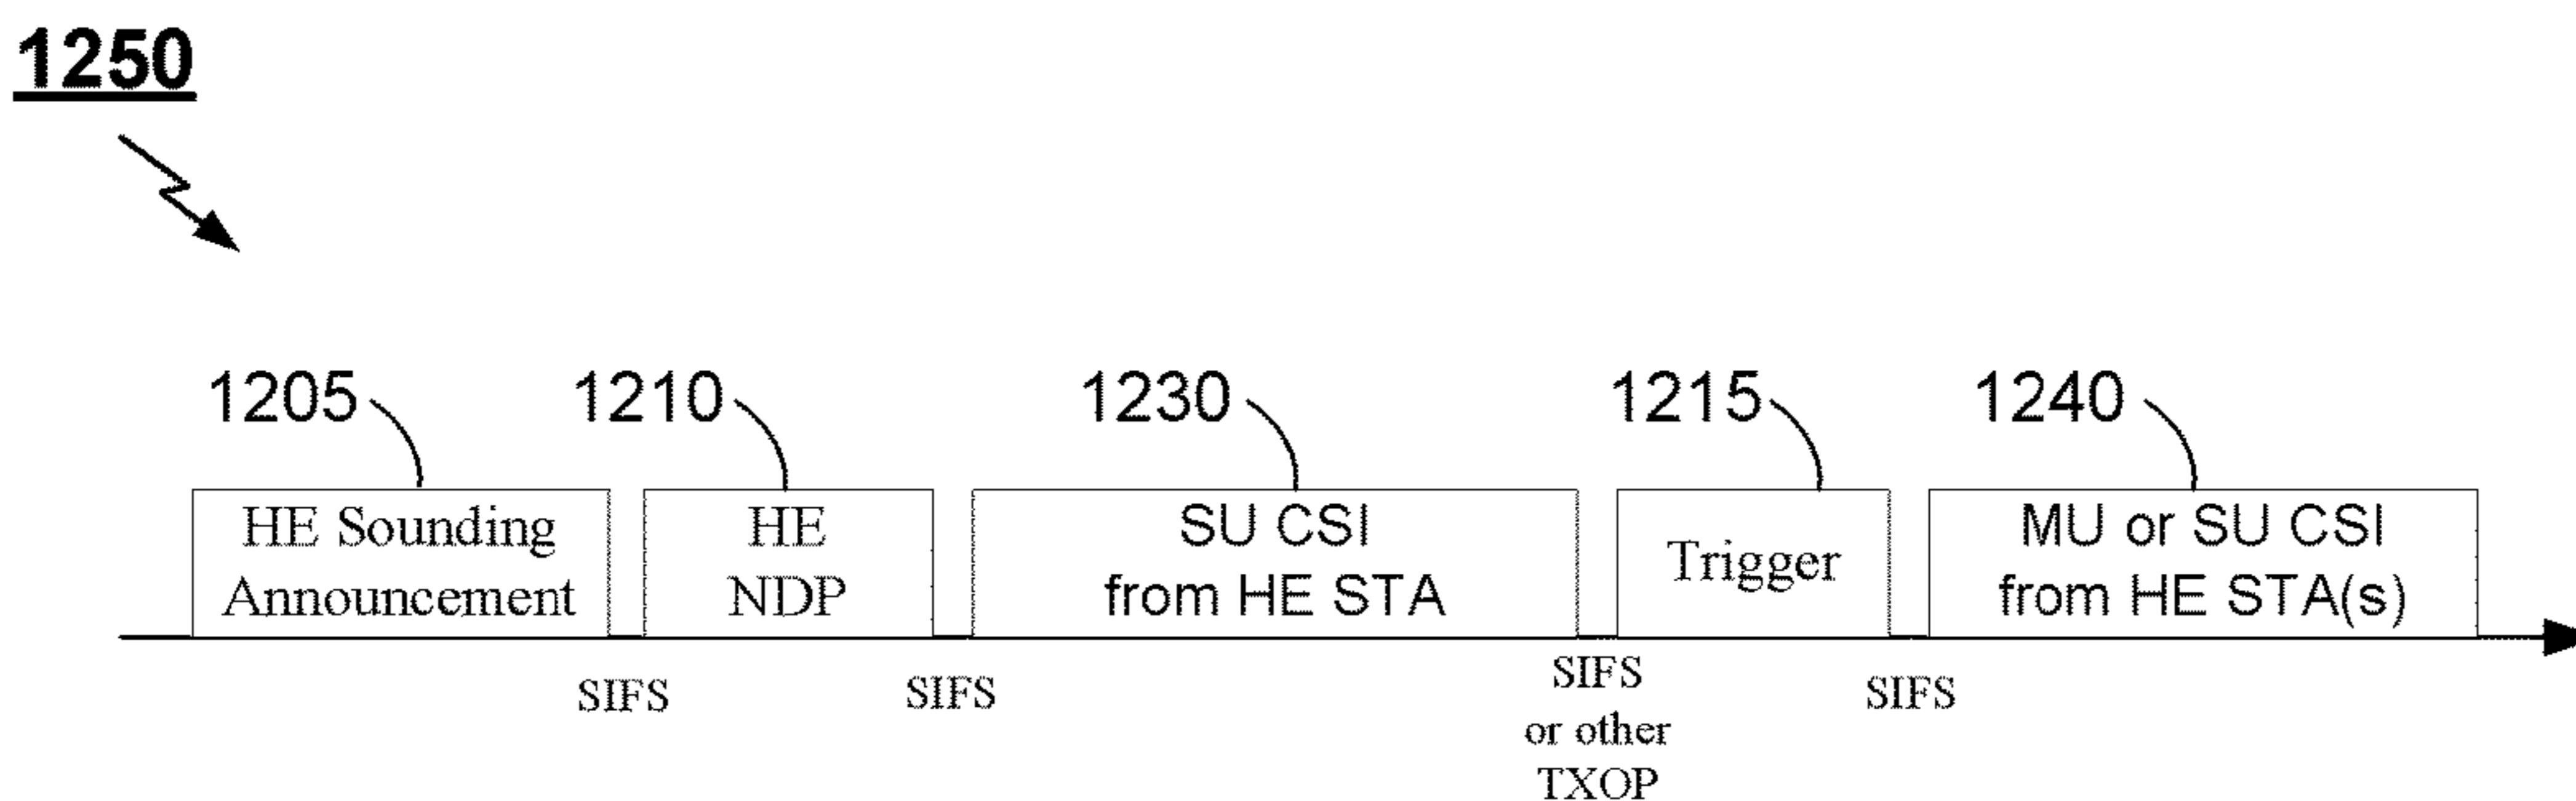 1250
1205
1210
1230
1215
1240
HE Sounding
Announcement
HE
NDP
SU CSI
from HE STA
Trigger
MU or SU CSI
from HE STA(s)
SIFS
SIFS
SIFS
or other
TXOP
SIFS